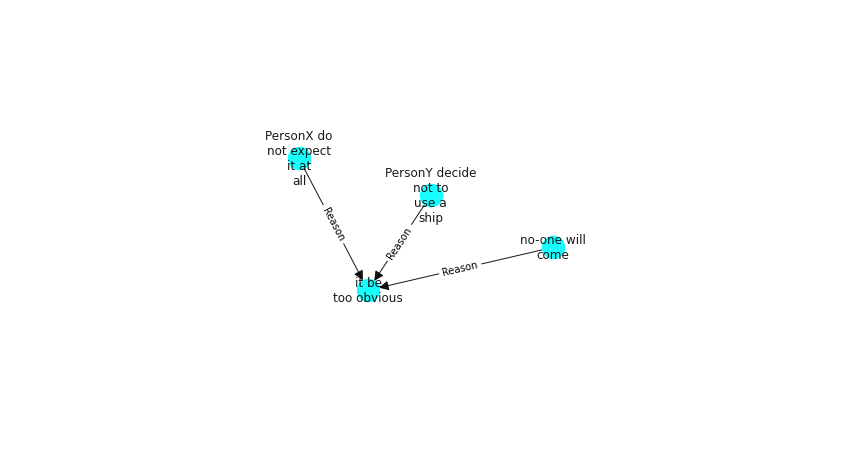 PersonX do
not expect
it at
all
PersonY decide
not to
use a
ship
no-one will
come
it be
too obvious
Reason
Reason
Reason